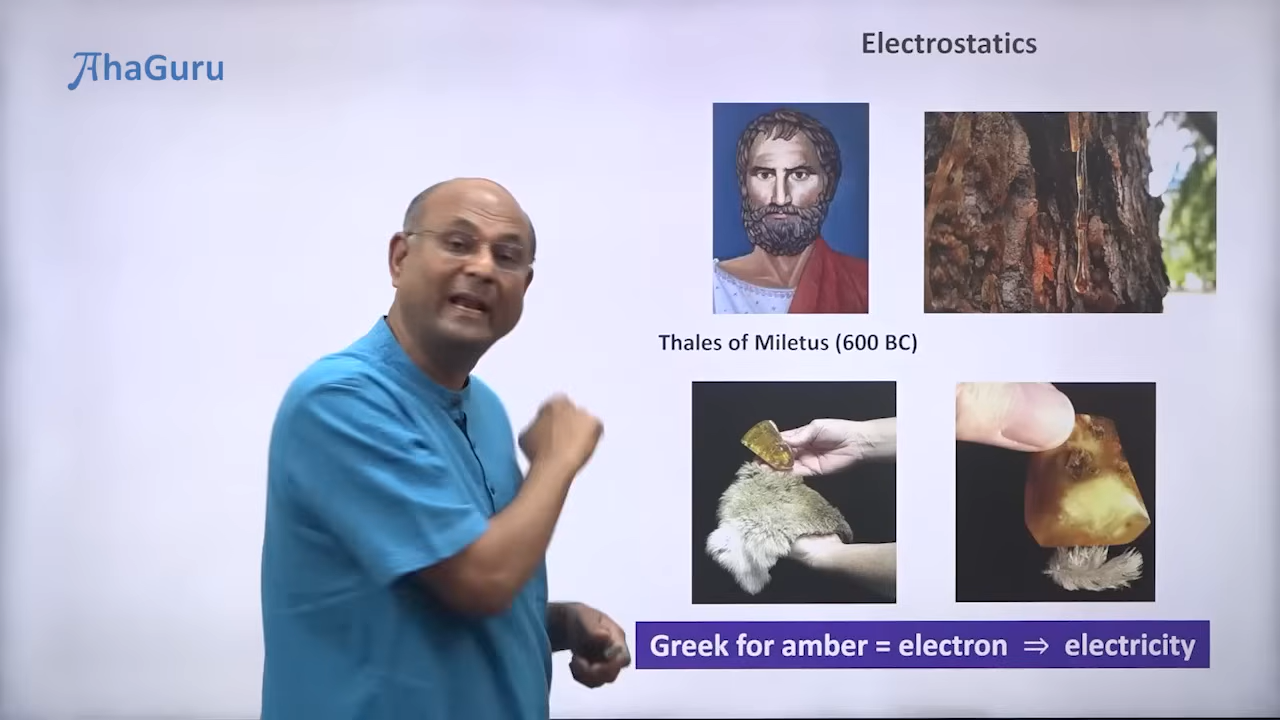 AhaGuru
Electrostatics
Thales of Miletus (600 BC)
Greek for amber = electron ⇒ electricity